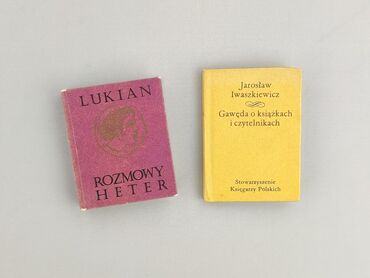 LUKIAN
ROZMOWY
HETER
Jarosław
Iwaszkiewicz
Gawęda o książkach
i czytelnikach
Stowarzyszenie
Księgarzy Polskich